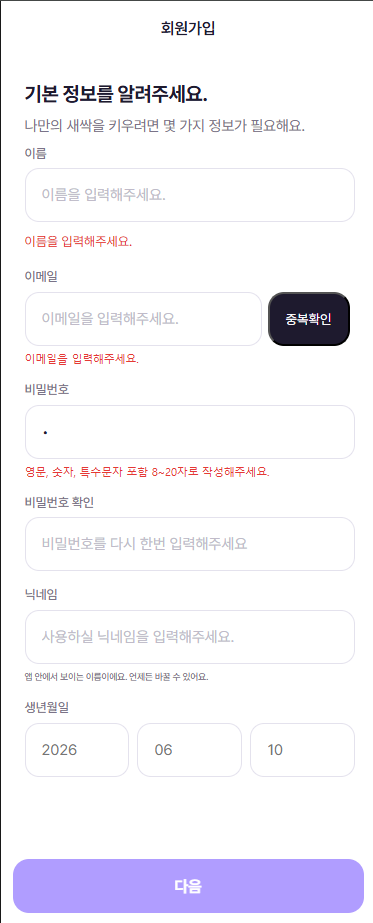 회원가입
기본 정보를 알려주세요.
나만의 새싹을 키우려면 몇 가지 정보가 필요해요.
이름
이름을 입력해주세요.
이름을 입력해주세요.
이메일
이메일을 입력해주세요.
중복확인
이메일을 입력해주세요.
비밀번호
•
영문, 숫자, 특수문자 포함 8~20자로 작성해주세요.
비밀번호 확인
비밀번호를 다시 한번 입력해주세요
닉네임
사용하실 닉네임을 입력해주세요.
앱 안에서 보이는 이름이에요. 언제든 바꿀 수 있어요.
생년월일
2026 06 10
다음